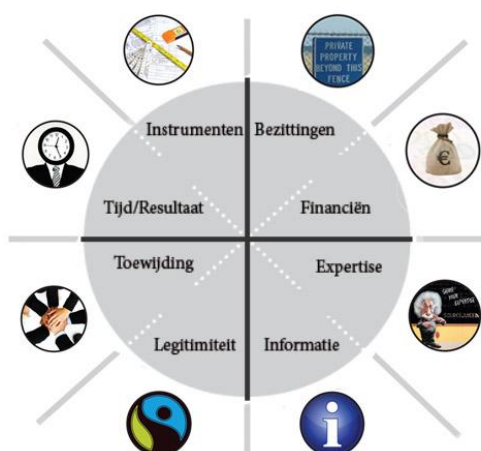 PRIVATE
PROPERTY
BEYOND THIS
FENCE
Instrumenten
Bezittingen
€
Tijd/Resultaat
Financiën
Toewijding
Expertise
Legitimiteit
Informatie
i